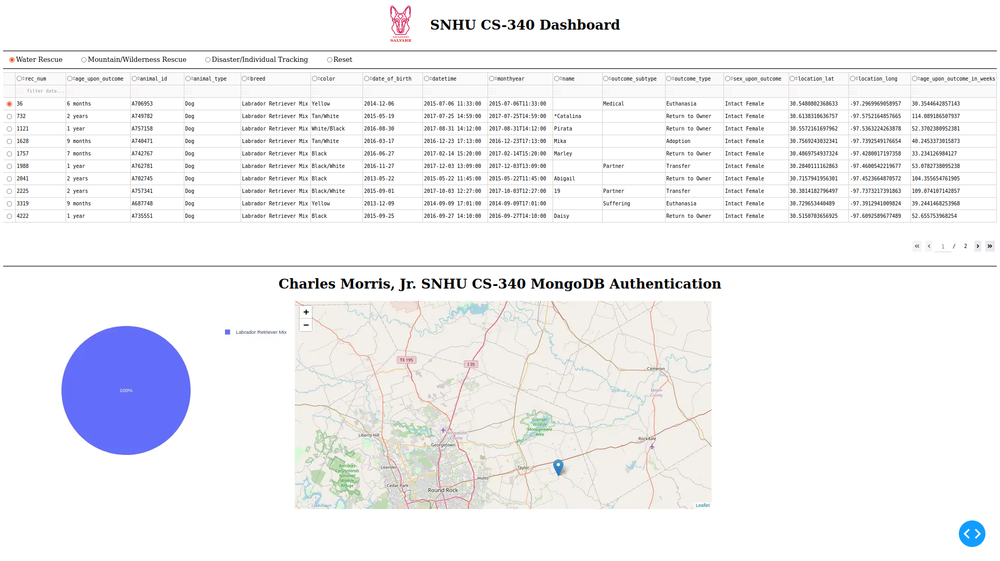 GRAZIOSO
SALVARE
SNHU CS-340 Dashboard
Water Rescue Mountain/Wilderness Rescue Disaster/Individual Tracking Reset
rec_num age_upon_outcome animal_id animal_type breed color date_of_birth datetime monthyear name outcome_subtype outcome_type sex_upon_outcome location_lat location_long age_upon_outcome_in_weeks
filter data...
36 6 months A706953 Dog Labrador Retriever Mix Yellow 2014-12-06 2015-07-06 11:33:00 2015-07-06T11:33:00 Medical Euthanasia Intact Female 30.5480802368633 -97.2969969058957 30.3544642857143
732 2 years A749782 Dog Labrador Retriever Mix Tan/White 2015-05-19 2017-07-25 14:59:00 2017-07-25T14:59:00 *Catalina Return to Owner Intact Female 30.6138310636757 -97.5752164857665 114.089186507937
1121 1 year A757158 Dog Labrador Retriever Mix White/Black 2016-08-30 2017-08-31 14:12:00 2017-08-31T14:12:00 Pirata Return to Owner Intact Female 30.5572161697962 -97.5363224263878 52.3702380952381
1628 9 months A740471 Dog Labrador Retriever Mix Tan/White 2016-03-17 2016-12-23 17:13:00 2016-12-23T17:13:00 Mika Adoption Intact Female 30.7569243032341 -97.7392549176654 40.2453373015873
1757 7 months A742767 Dog Labrador Retriever Mix Black 2016-06-27 2017-02-14 15:20:00 2017-02-14T15:20:00 Marley Return to Owner Intact Female 30.4869754937324 -97.4280017197358 33.234126984127
1988 1 year A762781 Dog Labrador Retriever Mix Black/White 2016-11-27 2017-12-03 13:09:00 2017-12-03T13:09:00 Partner Transfer Intact Female 30.2840111162863 -97.4600542219677 53.0782738095238
2041 2 years A702745 Dog Labrador Retriever Mix Black 2013-05-22 2015-05-22 11:45:00 2015-05-22T11:45:00 Abigail Return to Owner Intact Female 30.7157941956301 -97.4523664870572 104.355654761905
2225 2 years A757341 Dog Labrador Retriever Mix Black/White 2015-09-01 2017-10-03 12:27:00 2017-10-03T12:27:00 19 Partner Transfer Intact Female 30.3814182796497 -97.7373217391863 109.074107142857
3319 9 months A687748 Dog Labrador Retriever Mix Yellow 2013-12-09 2014-09-09 17:01:00 2014-09-09T17:01:00 Suffering Euthanasia Intact Female 30.729653440489 -97.3912941009824 39.2441468253968
4222 1 year A735551 Dog Labrador Retriever Mix Black 2015-09-25 2016-09-27 14:10:00 2016-09-27T14:10:00 Daisy Return to Owner Intact Female 30.5150703656925 -97.6092589677489 52.655753968254
« ‹ 1 / 2 › »
Charles Morris, Jr. SNHU CS-340 MongoDB Authentication
Labrador Retriever Mix
100%
+
−
TX 195
I 35
Cameron
Milam
County
Granger
Wildlife
Management
Area
Williamson
County
Liberty Hill
Georgetown
Rockdale
Balcones
Canyonlands
National
Wildlife
Refuge
Leander
Taylor
Hutto
Cedar Park
Round Rock
Lake Travis
Leaflet